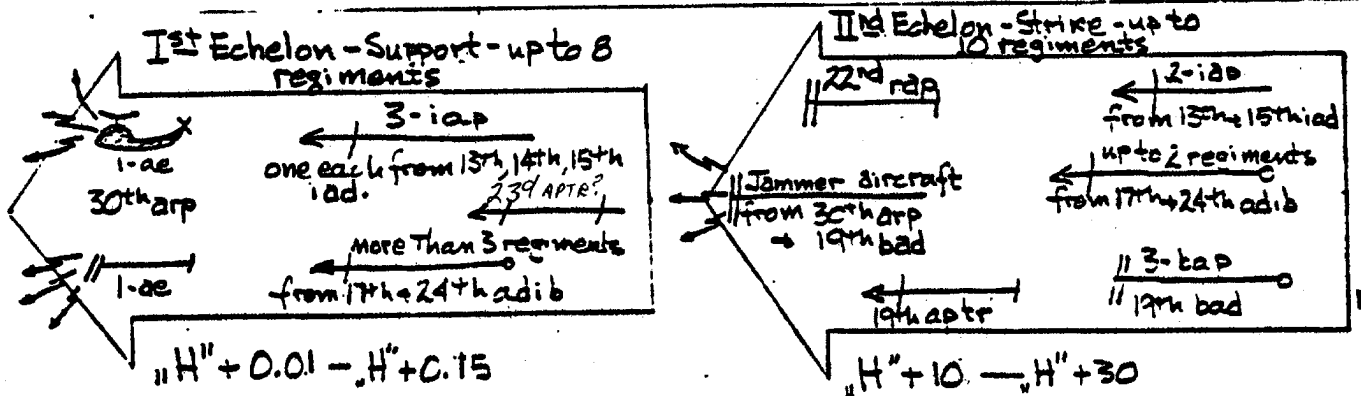 Ist Echelon - Support - up to 8
regiments
3-iap
1-ae
one each from 13th, 14th, 15th
iad.
30th arp
239 APTR?
more than 3 regiments
1-ae
from 17th + 24th adib
"H" + 0.01 — "H" + 0.15
IInd Echelon - Strike - up to
10 regiments
22nd rap
2-iap
from 13th + 15th iad
up to 2 regiments
Jammer aircraft
from 17th + 24th adib
from 30th arp
+ 19th bad
3-bap
19th aptr
19th bad
"H" + 10 — "H" + 30